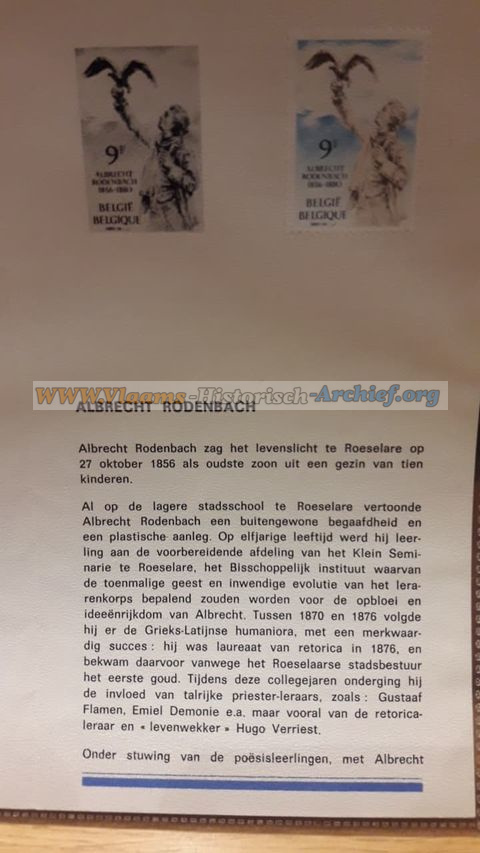 9F
ALBRECHT
RODENBACH
1856-1880
BELGIË
BELGIQUE
9F
ALBRECHT
RODENBACH
1856-1880
BELGIË
BELGIQUE
www.Vlaams-Historisch-Archief.org
ALBRECHT RODENBACH
Albrecht Rodenbach zag het levenslicht te Roeselare op
27 oktober 1856 als oudste zoon uit een gezin van tien
kinderen.
Al op de lagere stadsschool te Roeselare vertoonde
Albrecht Rodenbach een buitengewone begaafdheid en
een plastische aanleg. Op elfjarige leeftijd werd hij leer-
ling aan de voorbereidende afdeling van het Klein Semi-
narie te Roeselare, het Bisschoppelijk instituut waarvan
de toenmalige geest en inwendige evolutie van het lera-
renkorps bepalend zouden worden voor de opbloei en
ideeënrijkdom van Albrecht. Tussen 1870 en 1876 volgde
hij er de Grieks-Latijnse humaniora, met een merkwaar-
dig succes : hij was laureaat van retorica in 1876, en
bekwam daarvoor vanwege het Roeselaarse stadsbestuur
het eerste goud. Tijdens deze collegejaren onderging hij
de invloed van talrijke priester-leraars, zoals : Gustaaf
Flamen, Emiel Demonie e.a. maar vooral van de retorica-
leraar en « levenwekker » Hugo Verriest.
Onder stuwing van de poësisleerlingen, met Albrecht